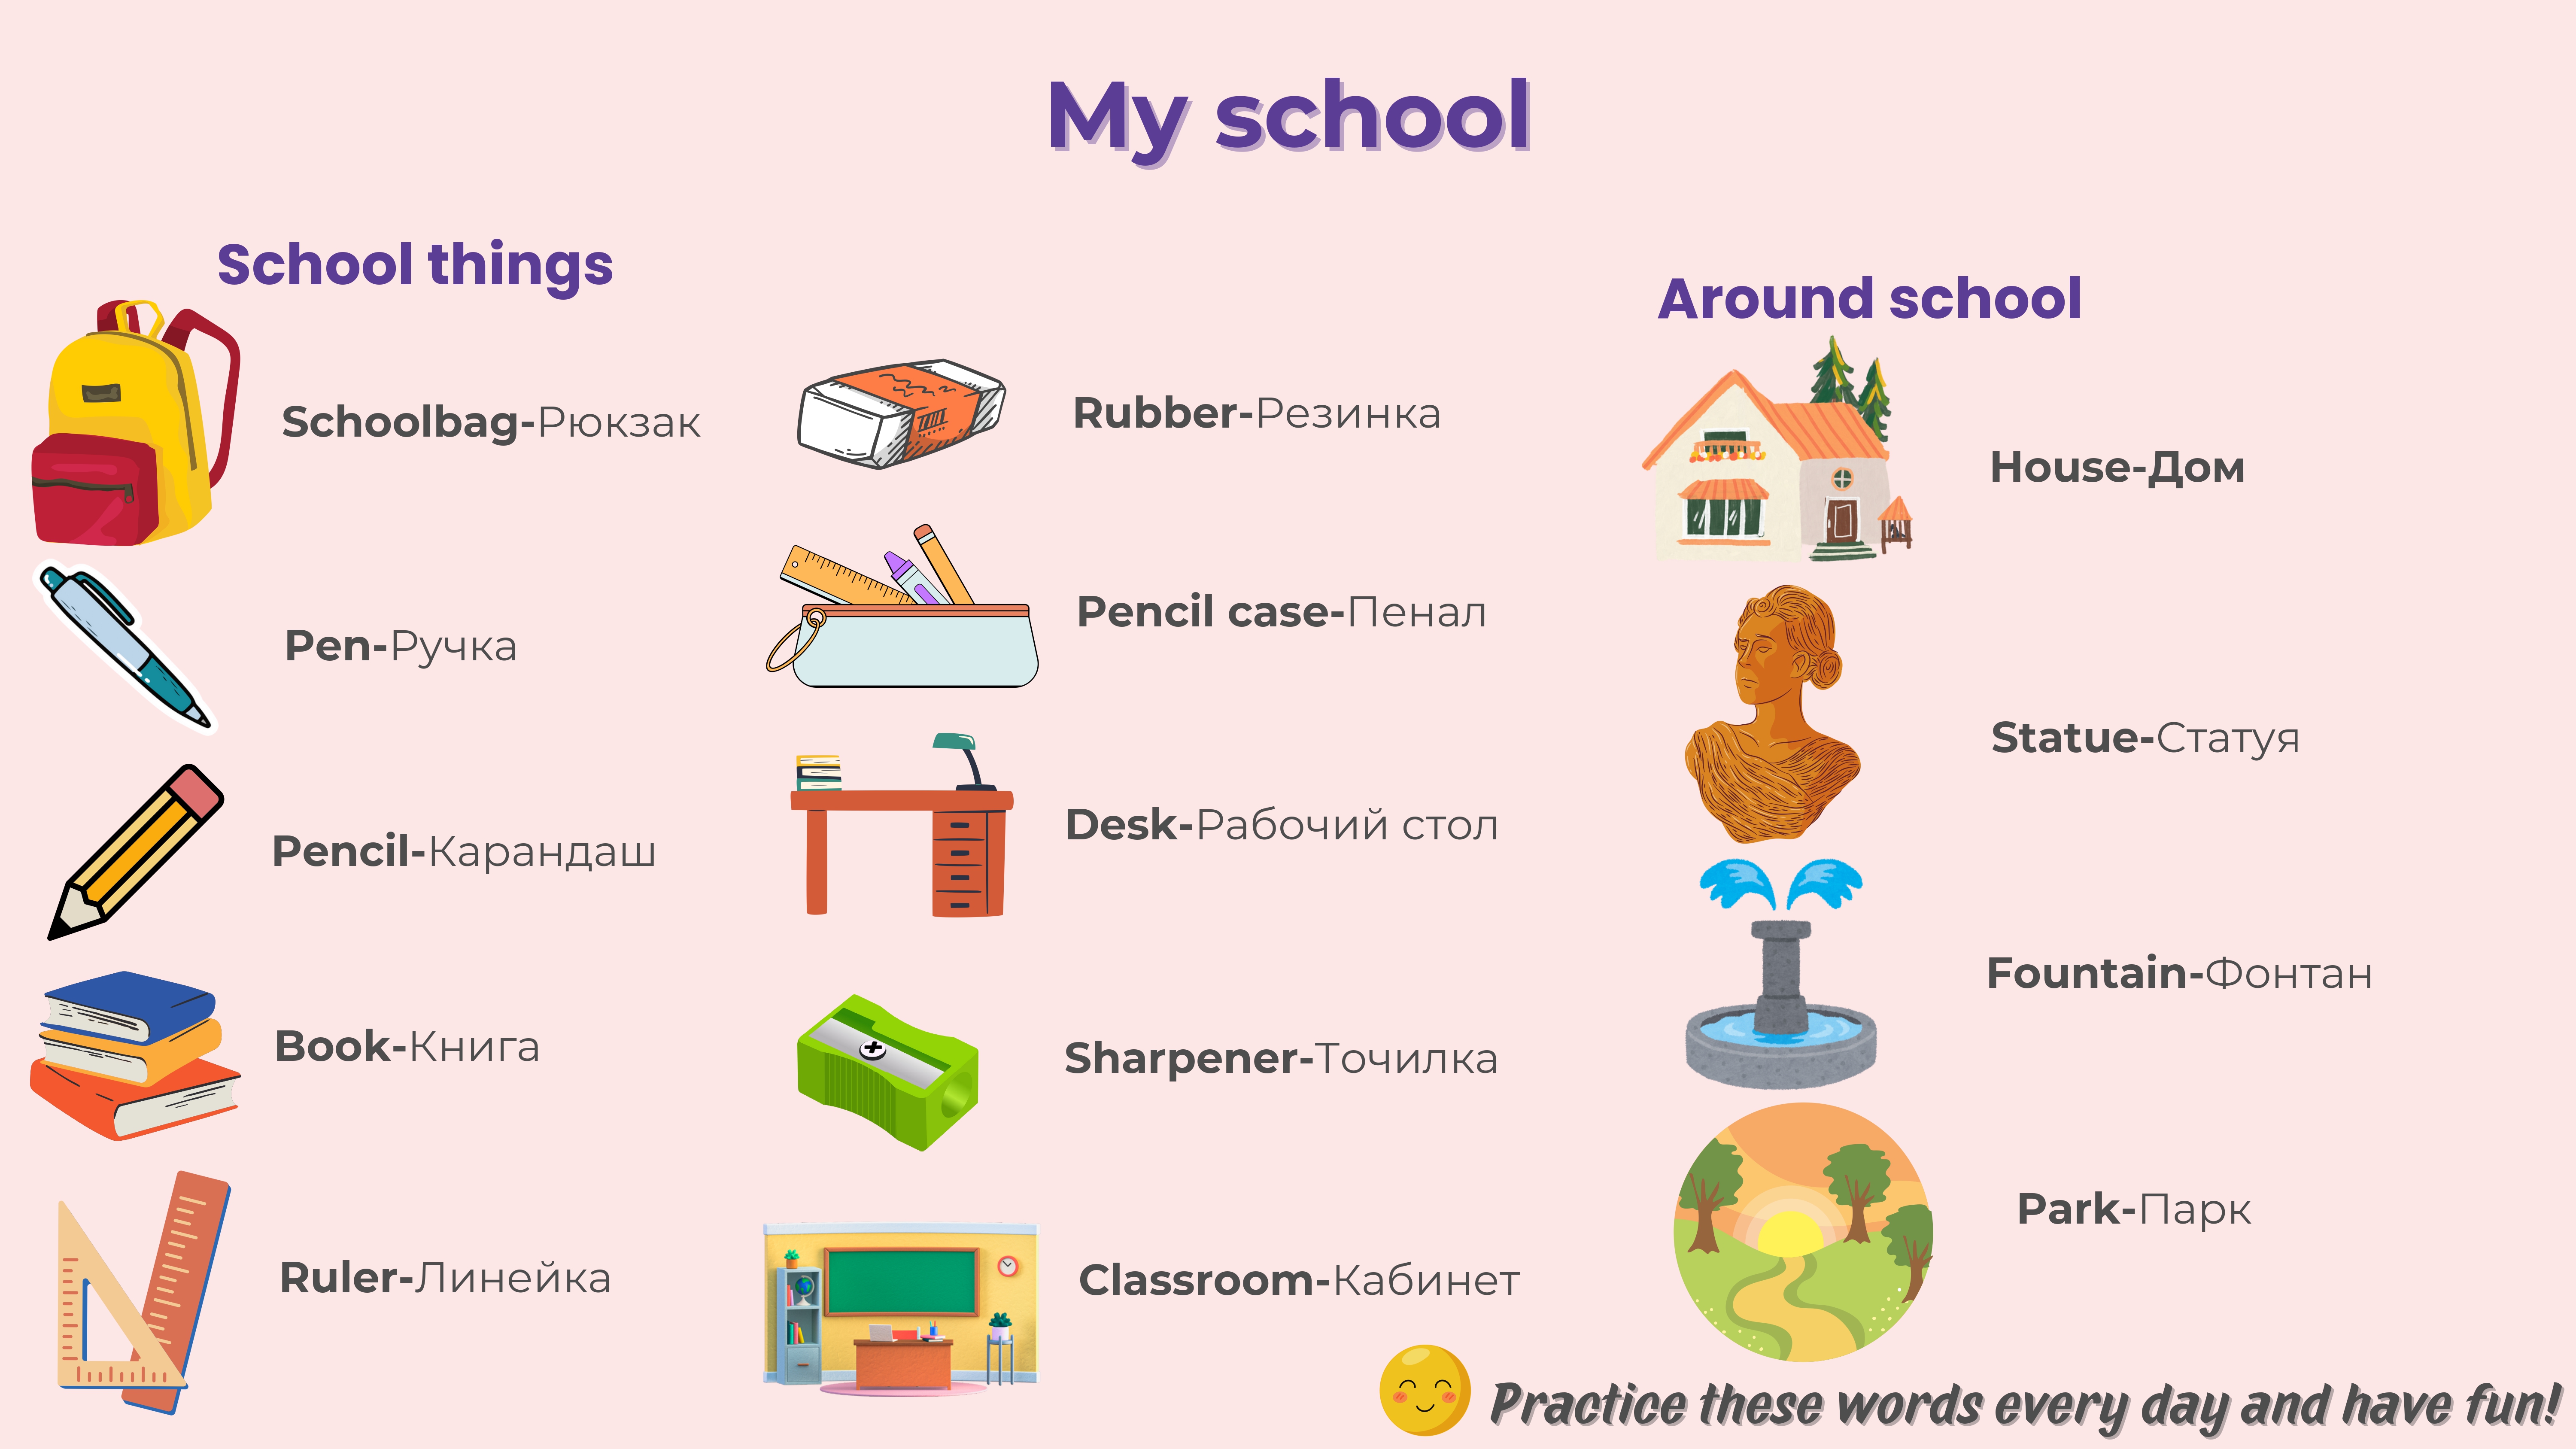 My school
School things
Schoolbag-Рюкзак
Pen-Ручка
Pencil-Карандаш
Book-Книга
Ruler-Линейка
Rubber-Резинка
Pencil case-Пенал
Desk-Рабочий стол
Sharpener-Точилка
Classroom-Кабинет
Around school
House-Дом
Statue-Статуя
Fountain-Фонтан
Park-Парк
Practice these words every day and have fun!